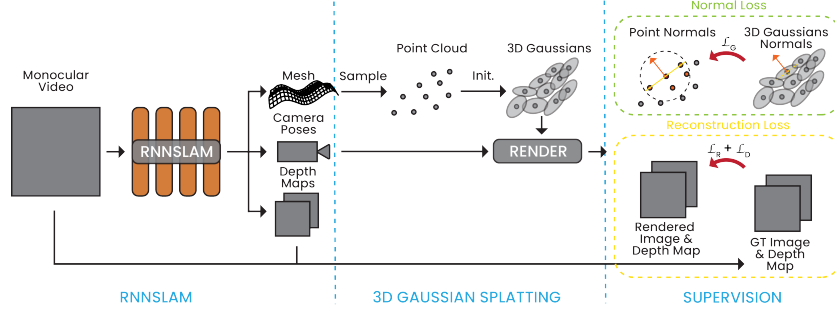 Normal Loss
Monocular
Video
RNNSLAM
Mesh
Camera
Poses
Depth
Maps
Sample
Point Cloud
Init.
3D Gaussians
RENDER
Point Normals
ℒG
3D Gaussians
Normals
Reconstruction Loss
ℒR + ℒD
Rendered
Image &
Depth Map
GT Image
& Depth
Map
RNNSLAM
3D GAUSSIAN SPLATTING
SUPERVISION